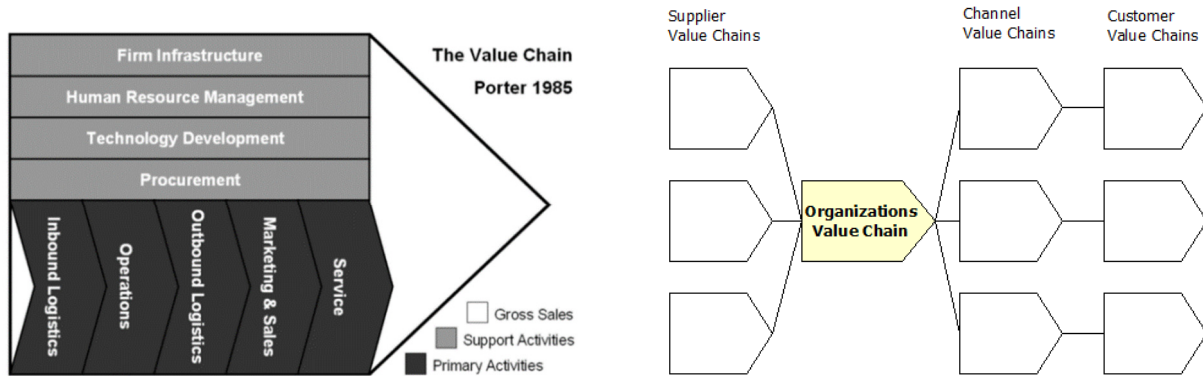 The Value Chain
Porter 1985
Firm Infrastructure
Human Resource Management
Technology Development
Procurement
Inbound Logistics
Operations
Outbound Logistics
Marketing & Sales
Service
Gross Sales
Support Activities
Primary Activities
Supplier
Value Chains
Channel
Value Chains
Customer
Value Chains
Organizations
Value Chain